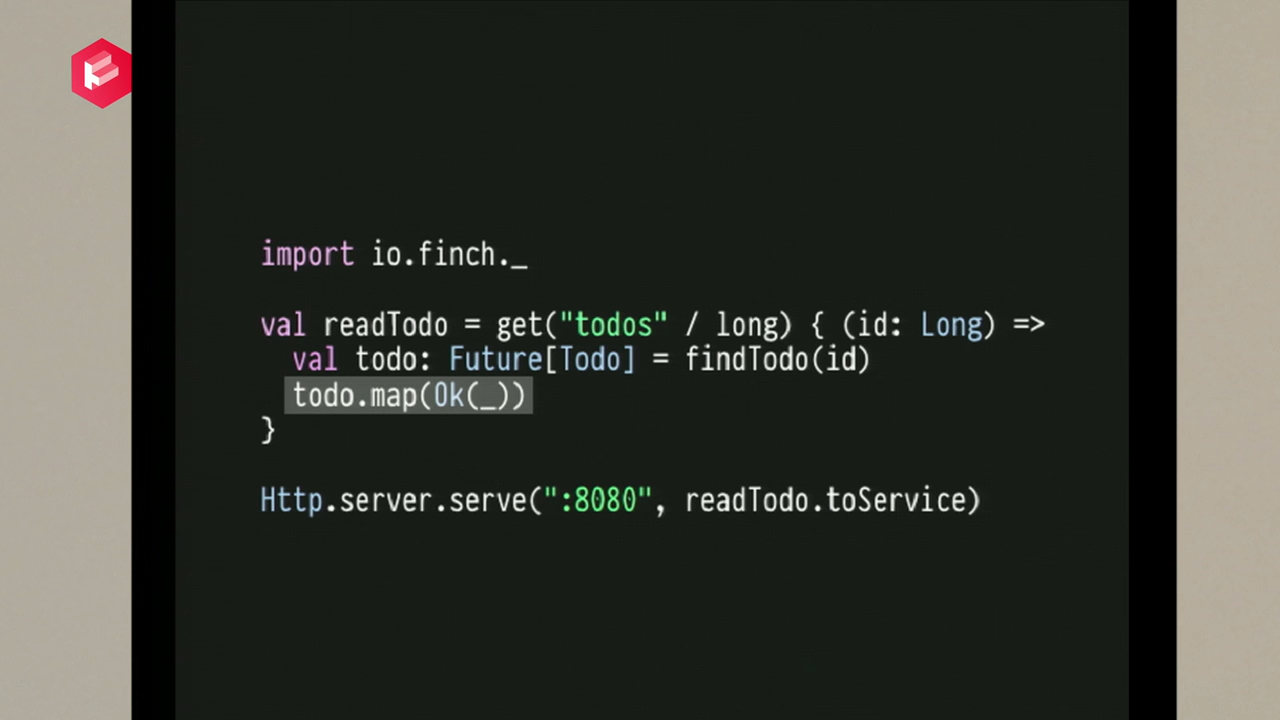 import io.finch._
val readTodo = get("todos" / long) { (id: Long) =>
  val todo: Future[Todo] = findTodo(id)
  todo.map(Ok(_))
}
Http.server.serve(":8080", readTodo.toService)